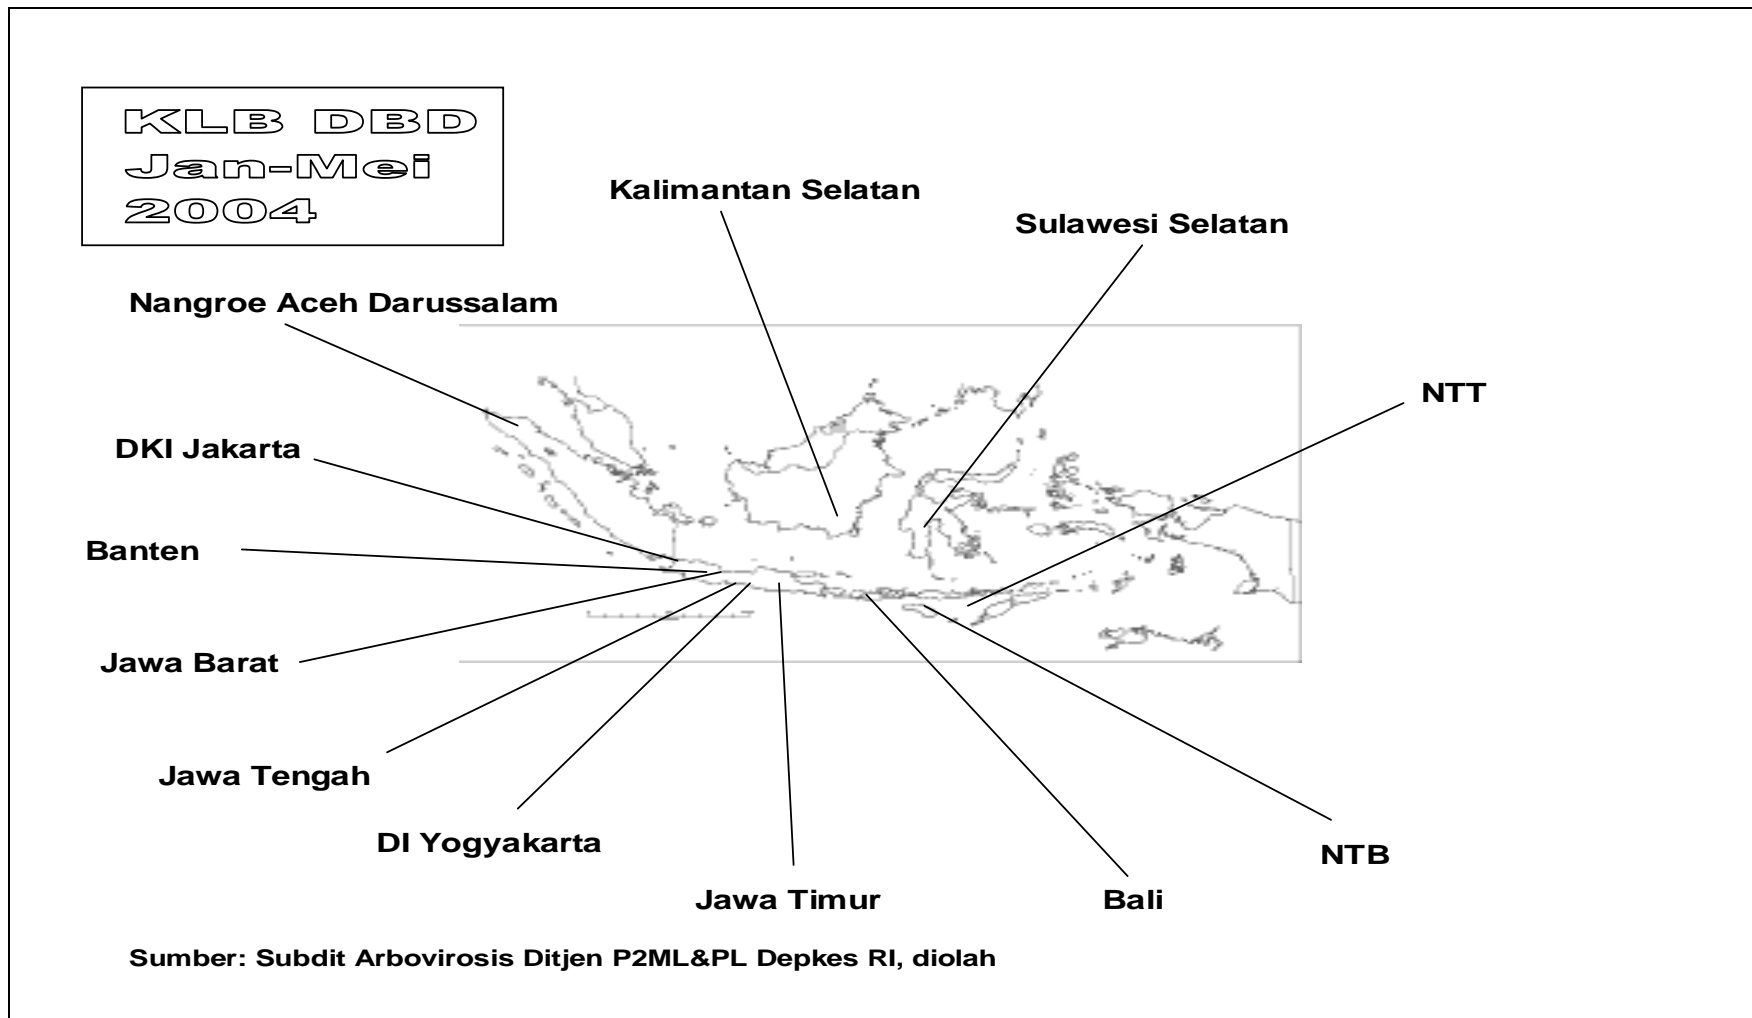 KLB DBD
Jan-Mei
2004
Kalimantan Selatan
Sulawesi Selatan
Nangroe Aceh Darussalam
NTT
DKI Jakarta
Banten
Jawa Barat
Jawa Tengah
DI Yogyakarta
NTB
Jawa Timur
Bali
Sumber: Subdit Arbovirosis Ditjen P2ML&PL Depkes RI, diolah